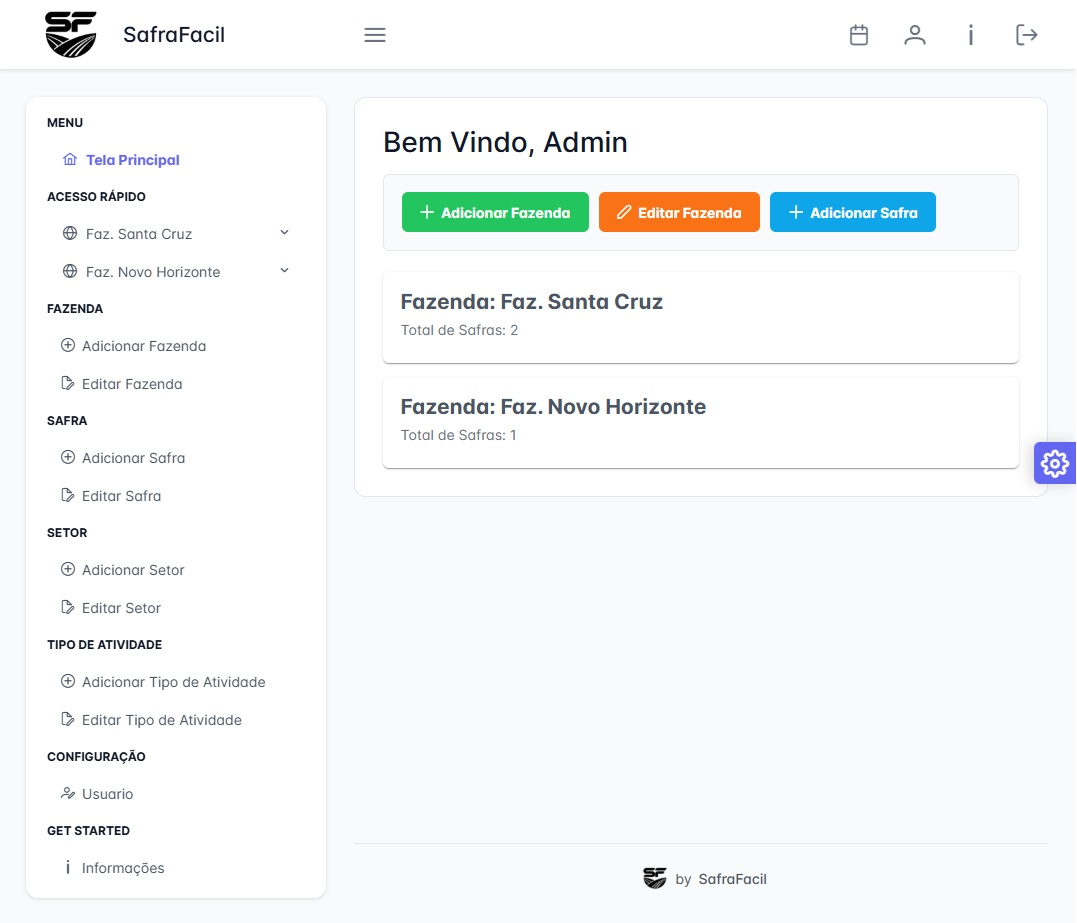 SF
SafraFacil
MENU
Tela Principal
ACESSO RÁPIDO
Faz. Santa Cruz
Faz. Novo Horizonte
FAZENDA
Adicionar Fazenda
Editar Fazenda
SAFRA
Adicionar Safra
Editar Safra
SETOR
Adicionar Setor
Editar Setor
TIPO DE ATIVIDADE
Adicionar Tipo de Atividade
Editar Tipo de Atividade
CONFIGURAÇÃO
Usuario
GET STARTED
Informações
Bem Vindo, Admin
Adicionar Fazenda
Editar Fazenda
Adicionar Safra
Fazenda: Faz. Santa Cruz
Total de Safras: 2
Fazenda: Faz. Novo Horizonte
Total de Safras: 1
SF
by SafraFacil